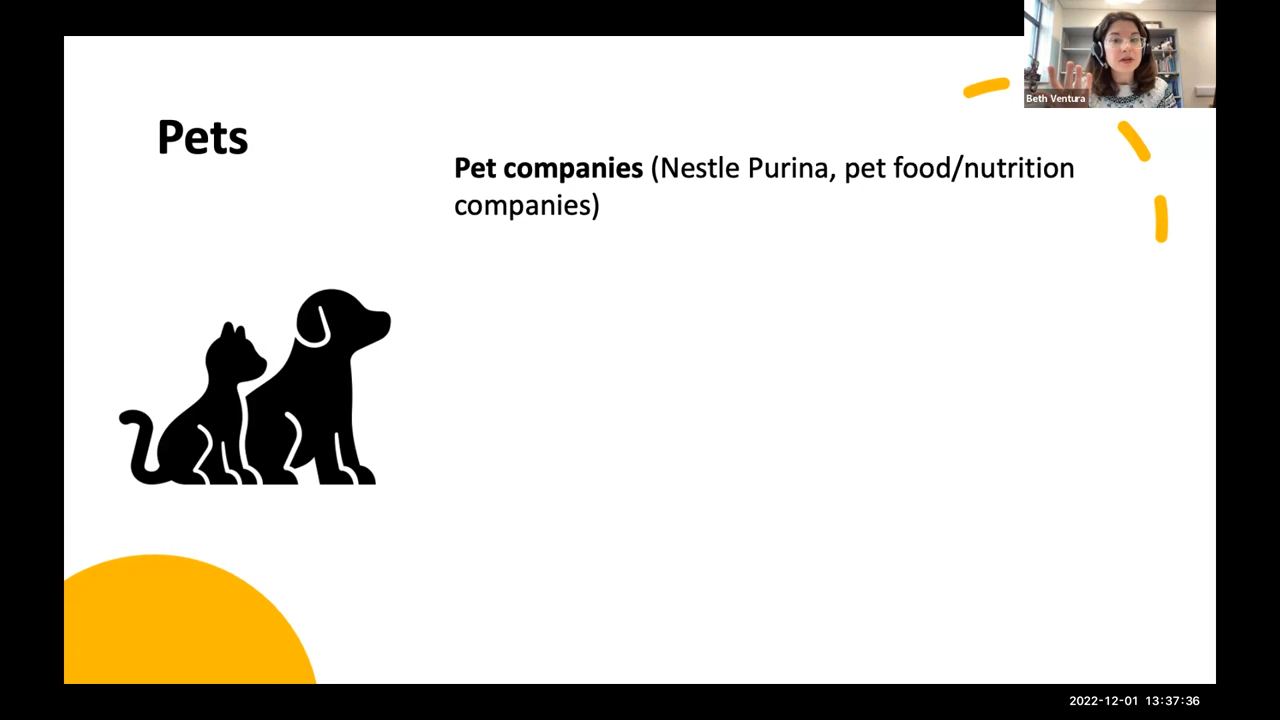 Beth Ventura
Pets
Pet companies (Nestle Purina, pet food/nutrition
companies)
2022-12-01 13:37:36